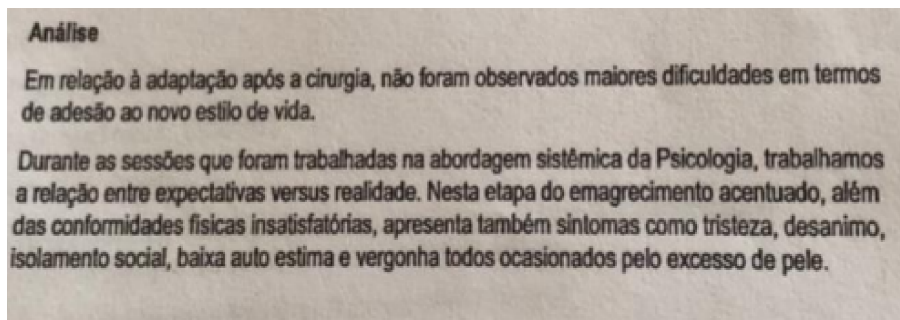 Análise
Em relação à adaptação após a cirurgia, não foram observados maiores dificuldades em termos
de adesão ao novo estilo de vida.
Durante as sessões que foram trabalhadas na abordagem sistêmica da Psicologia, trabalhamos
a relação entre expectativas versus realidade. Nesta etapa do emagrecimento acentuado, além
das conformidades fisicas insatisfatórias, apresenta também sintomas como tristeza, desanimo,
isolamento social, baixa auto estima e vergonha todos ocasionados pelo excesso de pele.